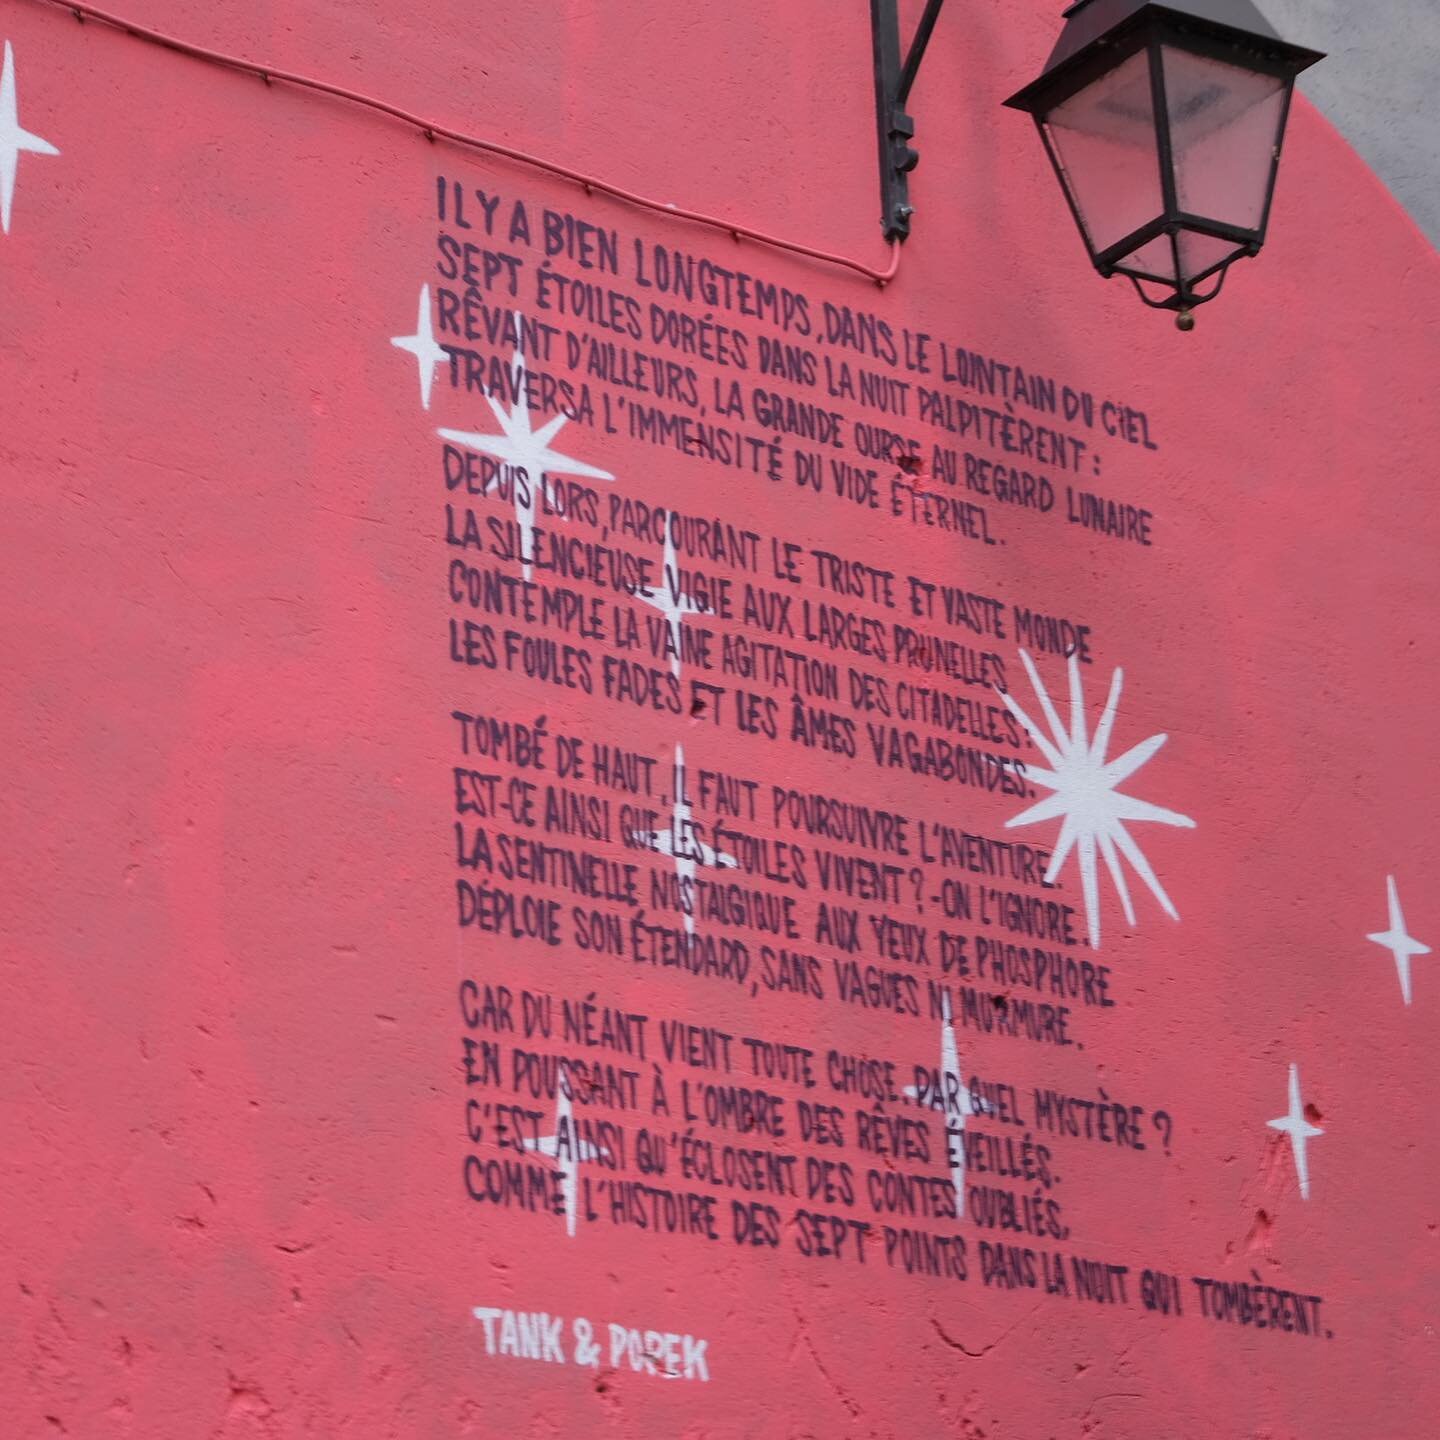 IL Y A BIEN LONGTEMPS, DANS LE LOINTAIN DU CIEL
SEPT ÉTOILES DORÉES DANS LA NUIT PALPITÈRENT :
RÊVANT D'AILLEURS, LA GRANDE OURSE AU REGARD LUNAIRE
TRAVERSA L'IMMENSITÉ DU VIDE ÉTERNEL.
DEPUIS LORS, PARCOURANT LE TRISTE ET VASTE MONDE
LA SILENCIEUSE VIGIE AUX LARGES PRUNELLES
CONTEMPLE LA VAINE AGITATION DES CITADELLES :
LES FOULES FADES ET LES ÂMES VAGABONDES.
TOMBÉ DE HAUT, IL FAUT POURSUIVRE L'AVENTURE.
EST-CE AINSI QUE LES ÉTOILES VIVENT ? - ON L'IGNORE.
LA SENTINELLE NOSTALGIQUE AUX YEUX DE PHOSPHORE
DÉPLOIE SON ÉTENDARD, SANS VAGUES NI MURMURE.
CAR DU NÉANT VIENT TOUTE CHOSE. PAR QUEL MYSTÈRE ?
EN POUSSANT À L'OMBRE DES RÊVES ÉVEILLÉS.
C'EST AINSI QU'ÉCLOSENT DES CONTES OUBLIÉS,
COMME L'HISTOIRE DES SEPT POINTS DANS LA NUIT QUI TOMBÈRENT.
TANK & POPEK